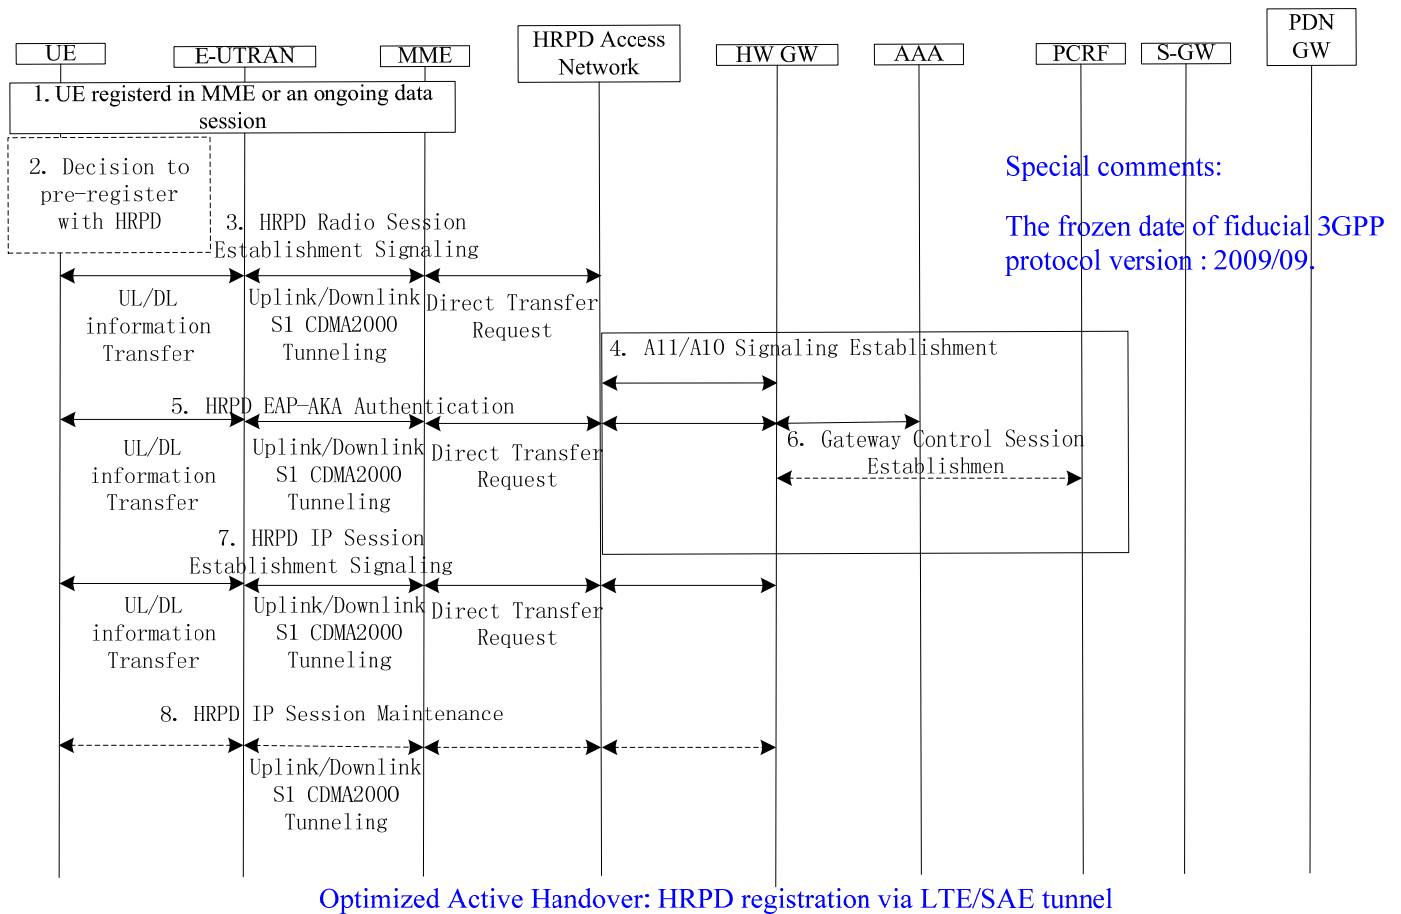 UE
E-UTRAN
MME
HRPD Access
Network
HW GW
AAA
PCRF
S-GW
PDN
GW
1. UE registerd in MME or an ongoing data
session
2. Decision to
pre-register
with HRPD
Special comments:
The frozen date of fiducial 3GPP
protocol version : 2009/09.
3. HRPD Radio Session
Establishment Signaling
UL/DL
information
Transfer
Uplink/Downlink
S1 CDMA2000
Tunneling
Direct Transfer
Request
4. A11/A10 Signaling Establishment
5. HRPD EAP-AKA Authentication
UL/DL
information
Transfer
Uplink/Downlink
S1 CDMA2000
Tunneling
Direct Transfer
Request
6. Gateway Control Session
Establishmen
7. HRPD IP Session
Establishment Signaling
UL/DL
information
Transfer
Uplink/Downlink
S1 CDMA2000
Tunneling
Direct Transfer
Request
8. HRPD IP Session Maintenance
Uplink/Downlink
S1 CDMA2000
Tunneling
Optimized Active Handover: HRPD registration via LTE/SAE tunnel